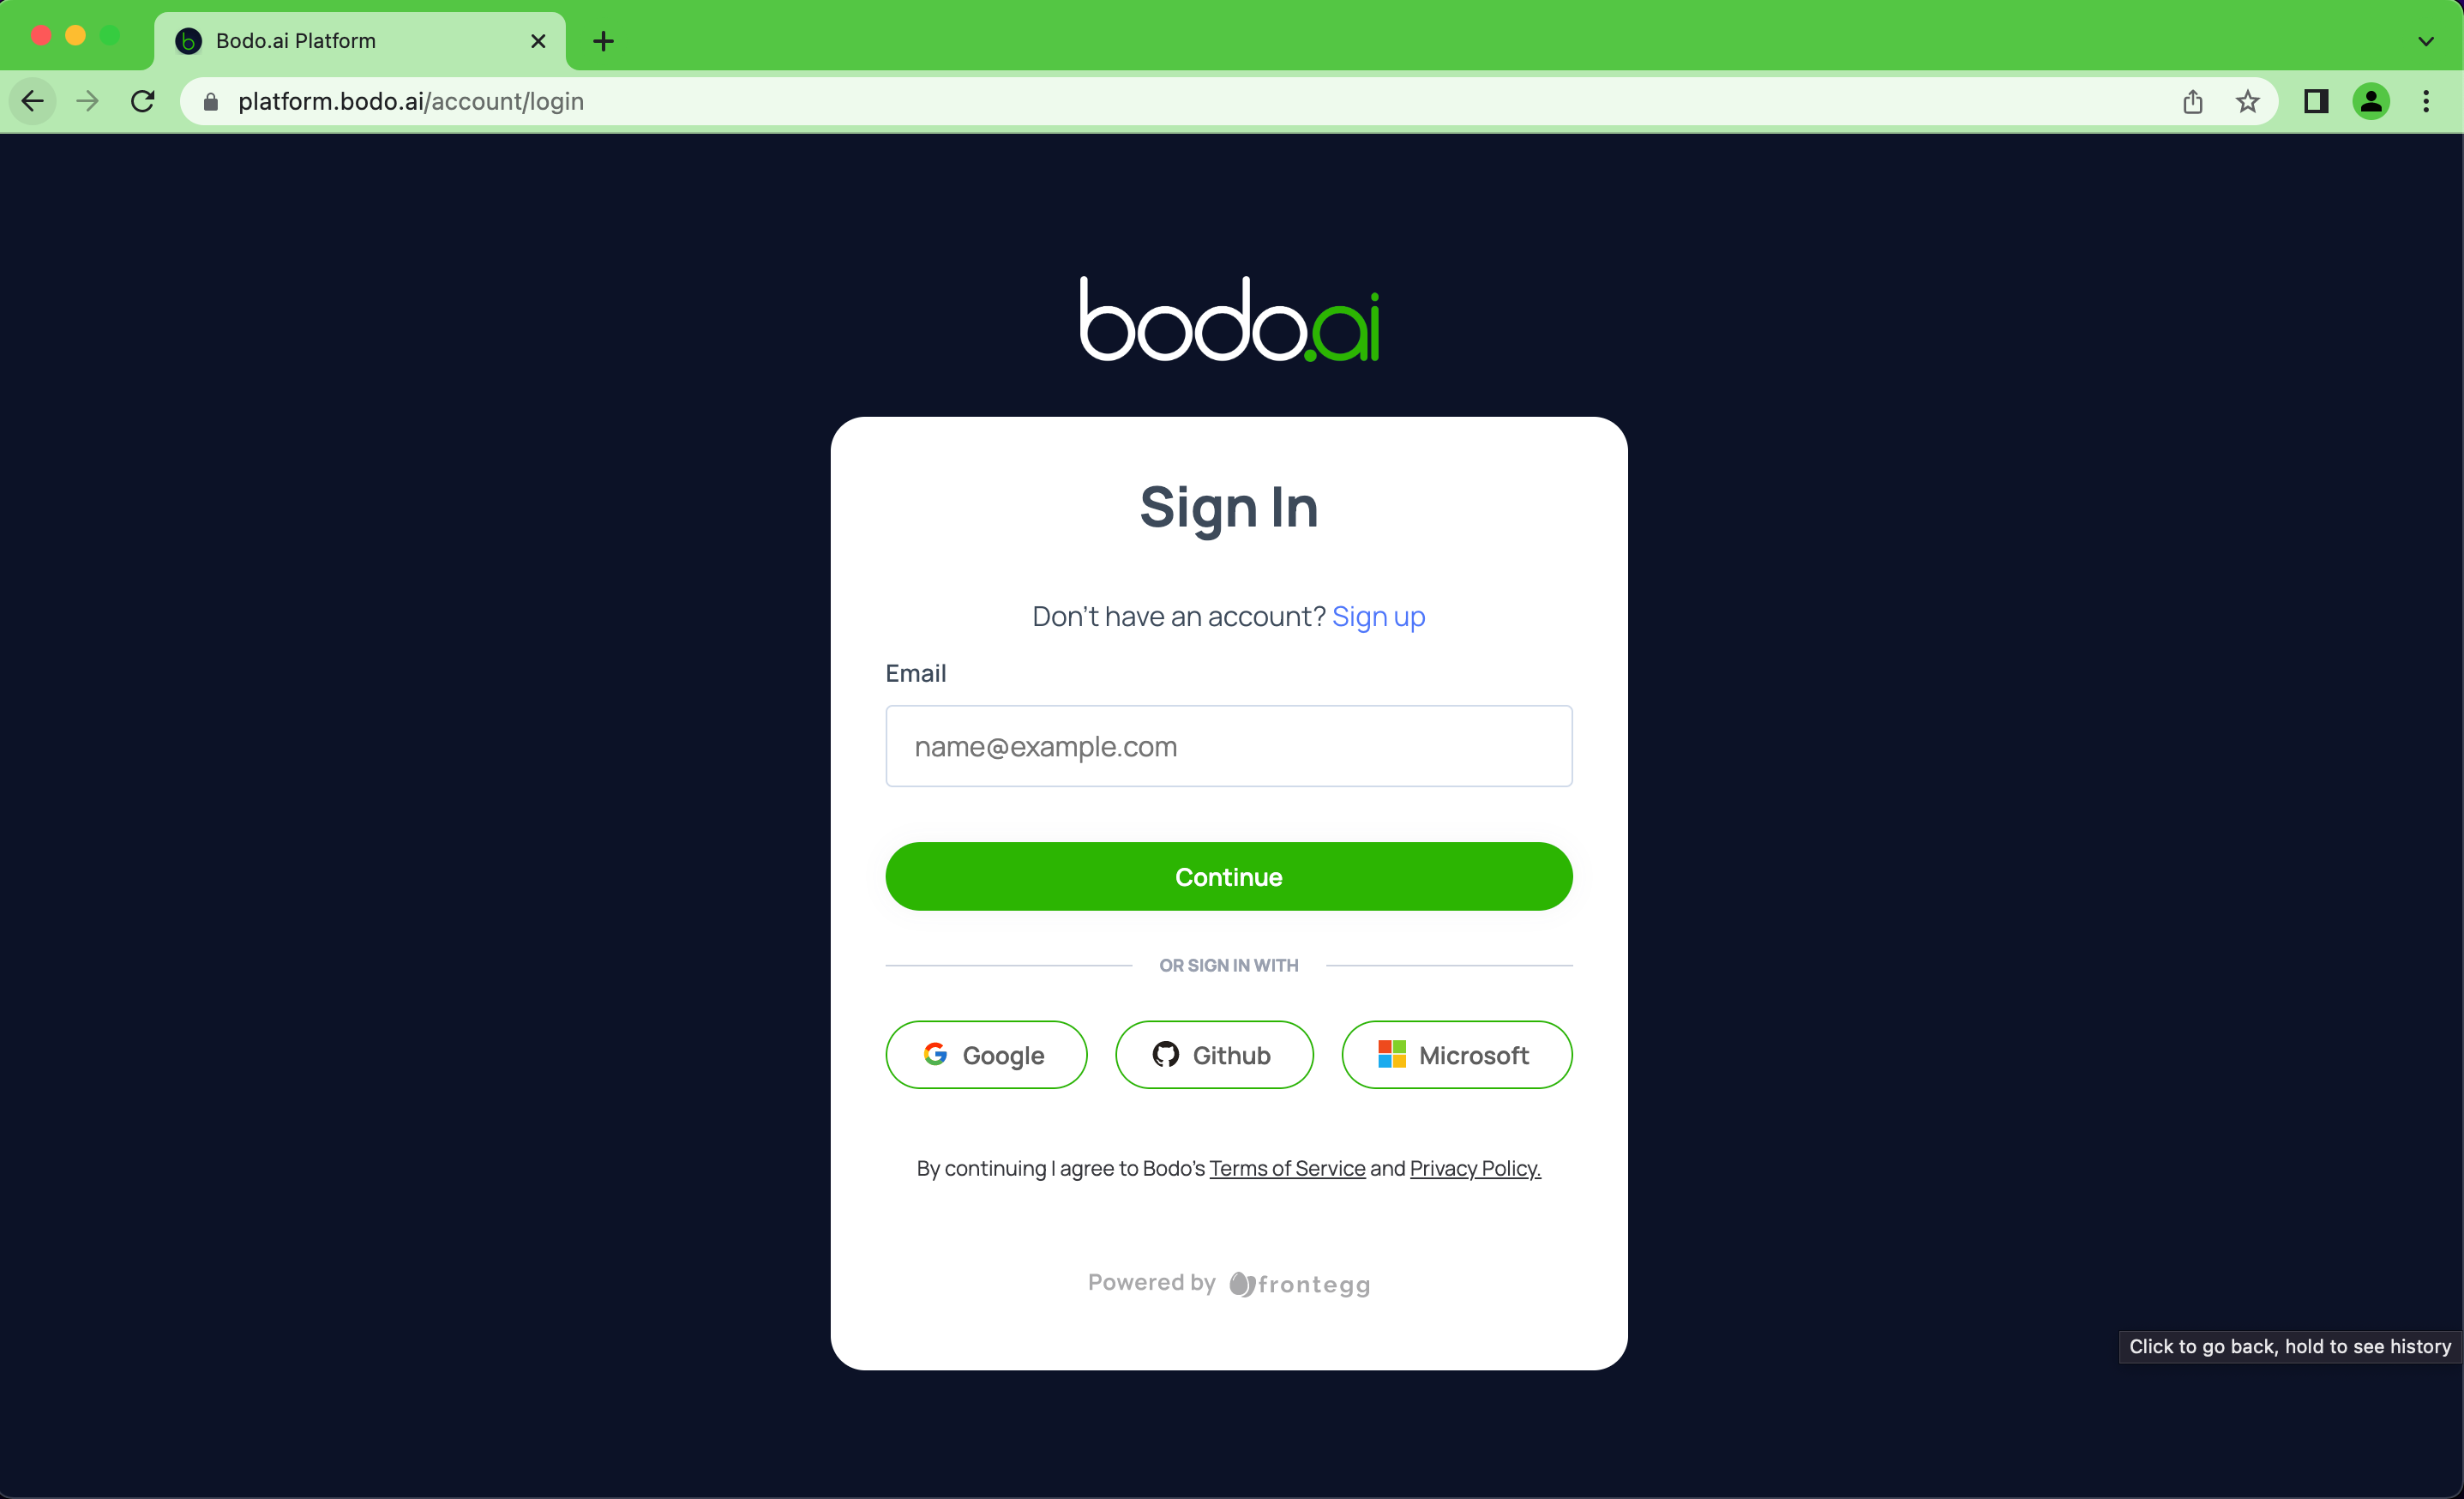 Bodo.ai Platform
platform.bodo.ai/account/login
bodo.ai
Sign In
Don't have an account? Sign up
Email
name@example.com
Continue
OR SIGN IN WITH
Google
Github
Microsoft
By continuing I agree to Bodo's Terms of Service and Privacy Policy.
Powered by frontegg
Click to go back, hold to see history